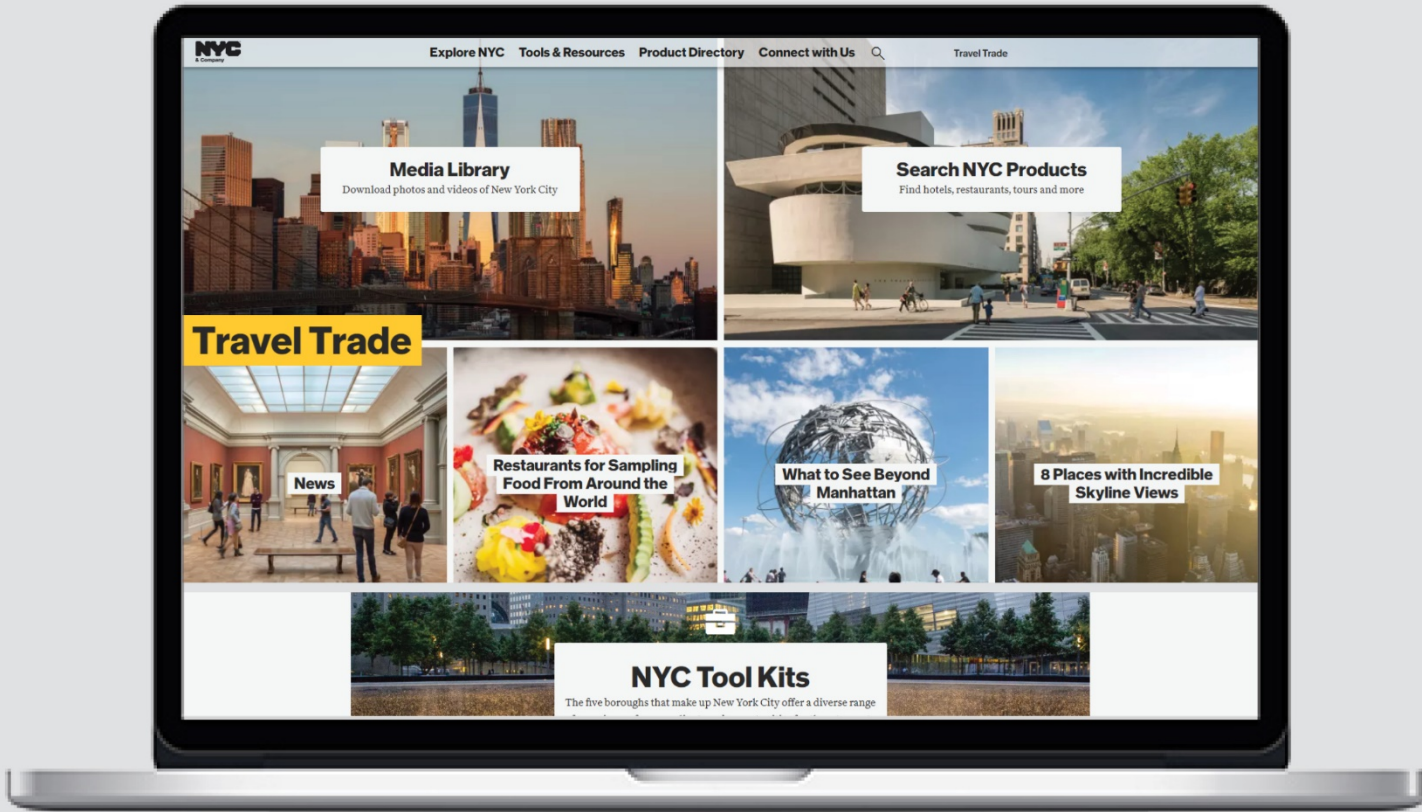 NYC
& Company
Explore NYC Tools & Resources Product Directory Connect with Us Travel Trade
Media Library
Download photos and videos of New York City
Search NYC Products
Find hotels, restaurants, tours and more
Travel Trade
News
Restaurants for Sampling
Food From Around the
World
What to See Beyond
Manhattan
8 Places with Incredible
Skyline Views
NYC Tool Kits
The five boroughs that make up New York City offer a diverse range